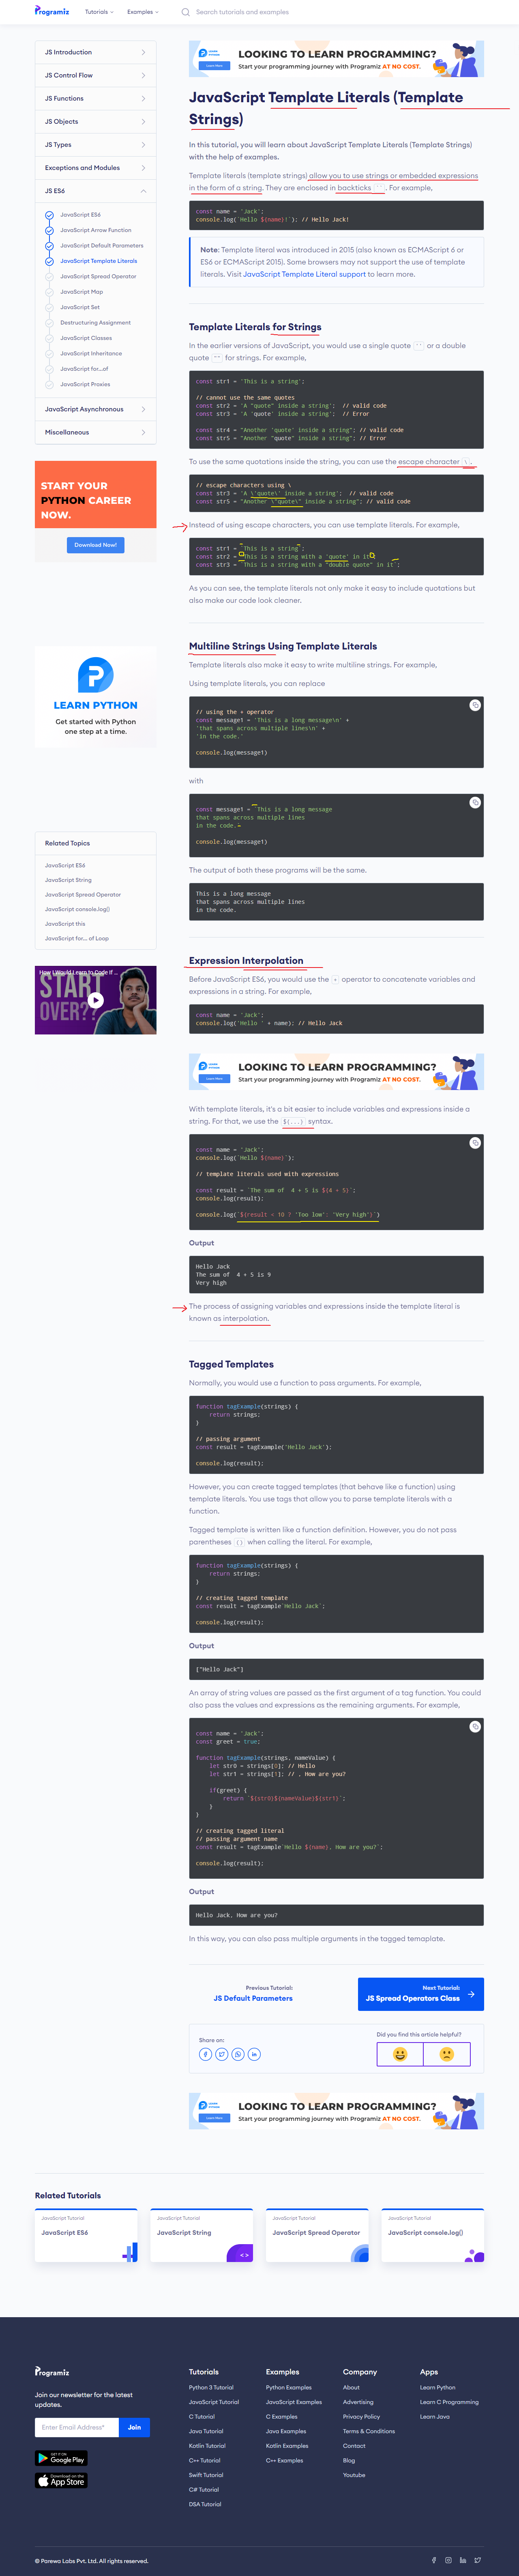 Programiz
Tutorials
Examples
Search tutorials and examples
JS Introduction
JS Control Flow
JS Functions
JS Objects
JS Types
Exceptions and Modules
JS ES6
JavaScript ES6
JavaScript Arrow Function
JavaScript Default Parameters
JavaScript Template Literals
JavaScript Spread Operator
JavaScript Map
JavaScript Set
Destructuring Assignment
JavaScript Classes
JavaScript Inheritance
JavaScript for...of
JavaScript Proxies
JavaScript Asynchronous
Miscellaneous
START YOUR
PYTHON CAREER
NOW.
Download Now!
LEARN PYTHON
Get started with Python
one step at a time.
Related Topics
JavaScript ES6
JavaScript String
JavaScript Spread Operator
JavaScript console.log()
JavaScript this
JavaScript for... of Loop
How I Would Learn to Code If ...
START
OVER??
LOOKING TO LEARN PROGRAMMING?
Start your programming journey with Programiz AT NO COST.
JavaScript Template Literals (Template
Strings)
In this tutorial, you will learn about JavaScript Template Literals (Template Strings)
with the help of examples.
Template literals (template strings) allow you to use strings or embedded expressions
in the form of a string. They are enclosed in backticks ``. For example,
const name = 'Jack';
console.log(`Hello ${name}!`); // Hello Jack!
Note: Template literal was introduced in 2015 (also known as ECMAScript 6 or
ES6 or ECMAScript 2015). Some browsers may not support the use of template
literals. Visit JavaScript Template Literal support to learn more.
Template Literals for Strings
In the earlier versions of JavaScript, you would use a single quote '' or a double
quote "" for strings. For example,
const str1 = 'This is a string';
// cannot use the same quotes
const str2 = 'A "quote" inside a string';  // valid code
const str3 = 'A 'quote' inside a string';  // Error
const str4 = "Another 'quote' inside a string"; // valid code
const str5 = "Another "quote" inside a string"; // Error
To use the same quotations inside the string, you can use the escape character \.
// escape characters using \
const str3 = 'A \'quote\' inside a string';  // valid code
const str5 = "Another \"quote\" inside a string"; // valid code
Instead of using escape characters, you can use template literals. For example,
const str1 = `This is a string`;
const str2 = `This is a string with a 'quote' in it`;
const str3 = `This is a string with a "double quote" in it`;
As you can see, the template literals not only make it easy to include quotations but
also make our code look cleaner.
Multiline Strings Using Template Literals
Template literals also make it easy to write multiline strings. For example,
Using template literals, you can replace
// using the + operator
const message1 = 'This is a long message\n' +
'that spans across multiple lines\n' +
'in the code.'
console.log(message1)
with
const message1 = `This is a long message
that spans across multiple lines
in the code.`
console.log(message1)
The output of both these programs will be the same.
This is a long message
that spans across multiple lines
in the code.
Expression Interpolation
Before JavaScript ES6, you would use the + operator to concatenate variables and
expressions in a string. For example,
const name = 'Jack';
console.log('Hello ' + name); // Hello Jack
LOOKING TO LEARN PROGRAMMING?
Start your programming journey with Programiz AT NO COST.
With template literals, it's a bit easier to include variables and expressions inside a
string. For that, we use the ${...} syntax.
const name = 'Jack';
console.log(`Hello ${name}`);
// template literals used with expressions
const result = `The sum of  4 + 5 is ${4 + 5}`;
console.log(result);
console.log(`${result < 10 ? 'Too low': 'Very high'}`)
Output
Hello Jack
The sum of  4 + 5 is 9
Very high
The process of assigning variables and expressions inside the template literal is
known as interpolation.
Tagged Templates
Normally, you would use a function to pass arguments. For example,
function tagExample(strings) {
return strings;
}
// passing argument
const result = tagExample('Hello Jack');
console.log(result);
However, you can create tagged templates (that behave like a function) using
template literals. You use tags that allow you to parse template literals with a
function.
Tagged template is written like a function definition. However, you do not pass
parentheses () when calling the literal. For example,
function tagExample(strings) {
return strings;
}
// creating tagged template
const result = tagExample`Hello Jack`;
console.log(result);
Output
["Hello Jack"]
An array of string values are passed as the first argument of a tag function. You could
also pass the values and expressions as the remaining arguments. For example,
const name = 'Jack';
const greet = true;
function tagExample(strings, nameValue) {
let str0 = strings[0]; // Hello
let str1 = strings[1]; // , How are you?
if(greet) {
return `${str0}${nameValue}${str1}`;
}
}
// creating tagged literal
// passing argument name
const result = tagExample`Hello ${name}, How are you?`;
console.log(result);
Output
Hello Jack, How are you?
In this way, you can also pass multiple arguments in the tagged temaplate.
Previous Tutorial:
JS Default Parameters
Next Tutorial:
JS Spread Operators Class
Share on:
Did you find this article helpful?
LOOKING TO LEARN PROGRAMMING?
Start your programming journey with Programiz AT NO COST.
Related Tutorials
JavaScript Tutorial
JavaScript ES6
JavaScript Tutorial
JavaScript String
JavaScript Tutorial
JavaScript Spread Operator
JavaScript Tutorial
JavaScript console.log()
Programiz
Join our newsletter for the latest
updates.
Enter Email Address*
Join
GET IT ON
Google Play
App Store
Tutorials
Python 3 Tutorial
JavaScript Tutorial
C Tutorial
Java Tutorial
Kotlin Tutorial
C++ Tutorial
Swift Tutorial
C# Tutorial
DSA Tutorial
Examples
Python Examples
JavaScript Examples
C Examples
Java Examples
Kotlin Examples
C++ Examples
Company
About
Advertising
Privacy Policy
Terms & Conditions
Contact
Blog
Youtube
Apps
Learn Python
Learn C Programming
Learn Java
© Parewa Labs Pvt. Ltd. All rights reserved.